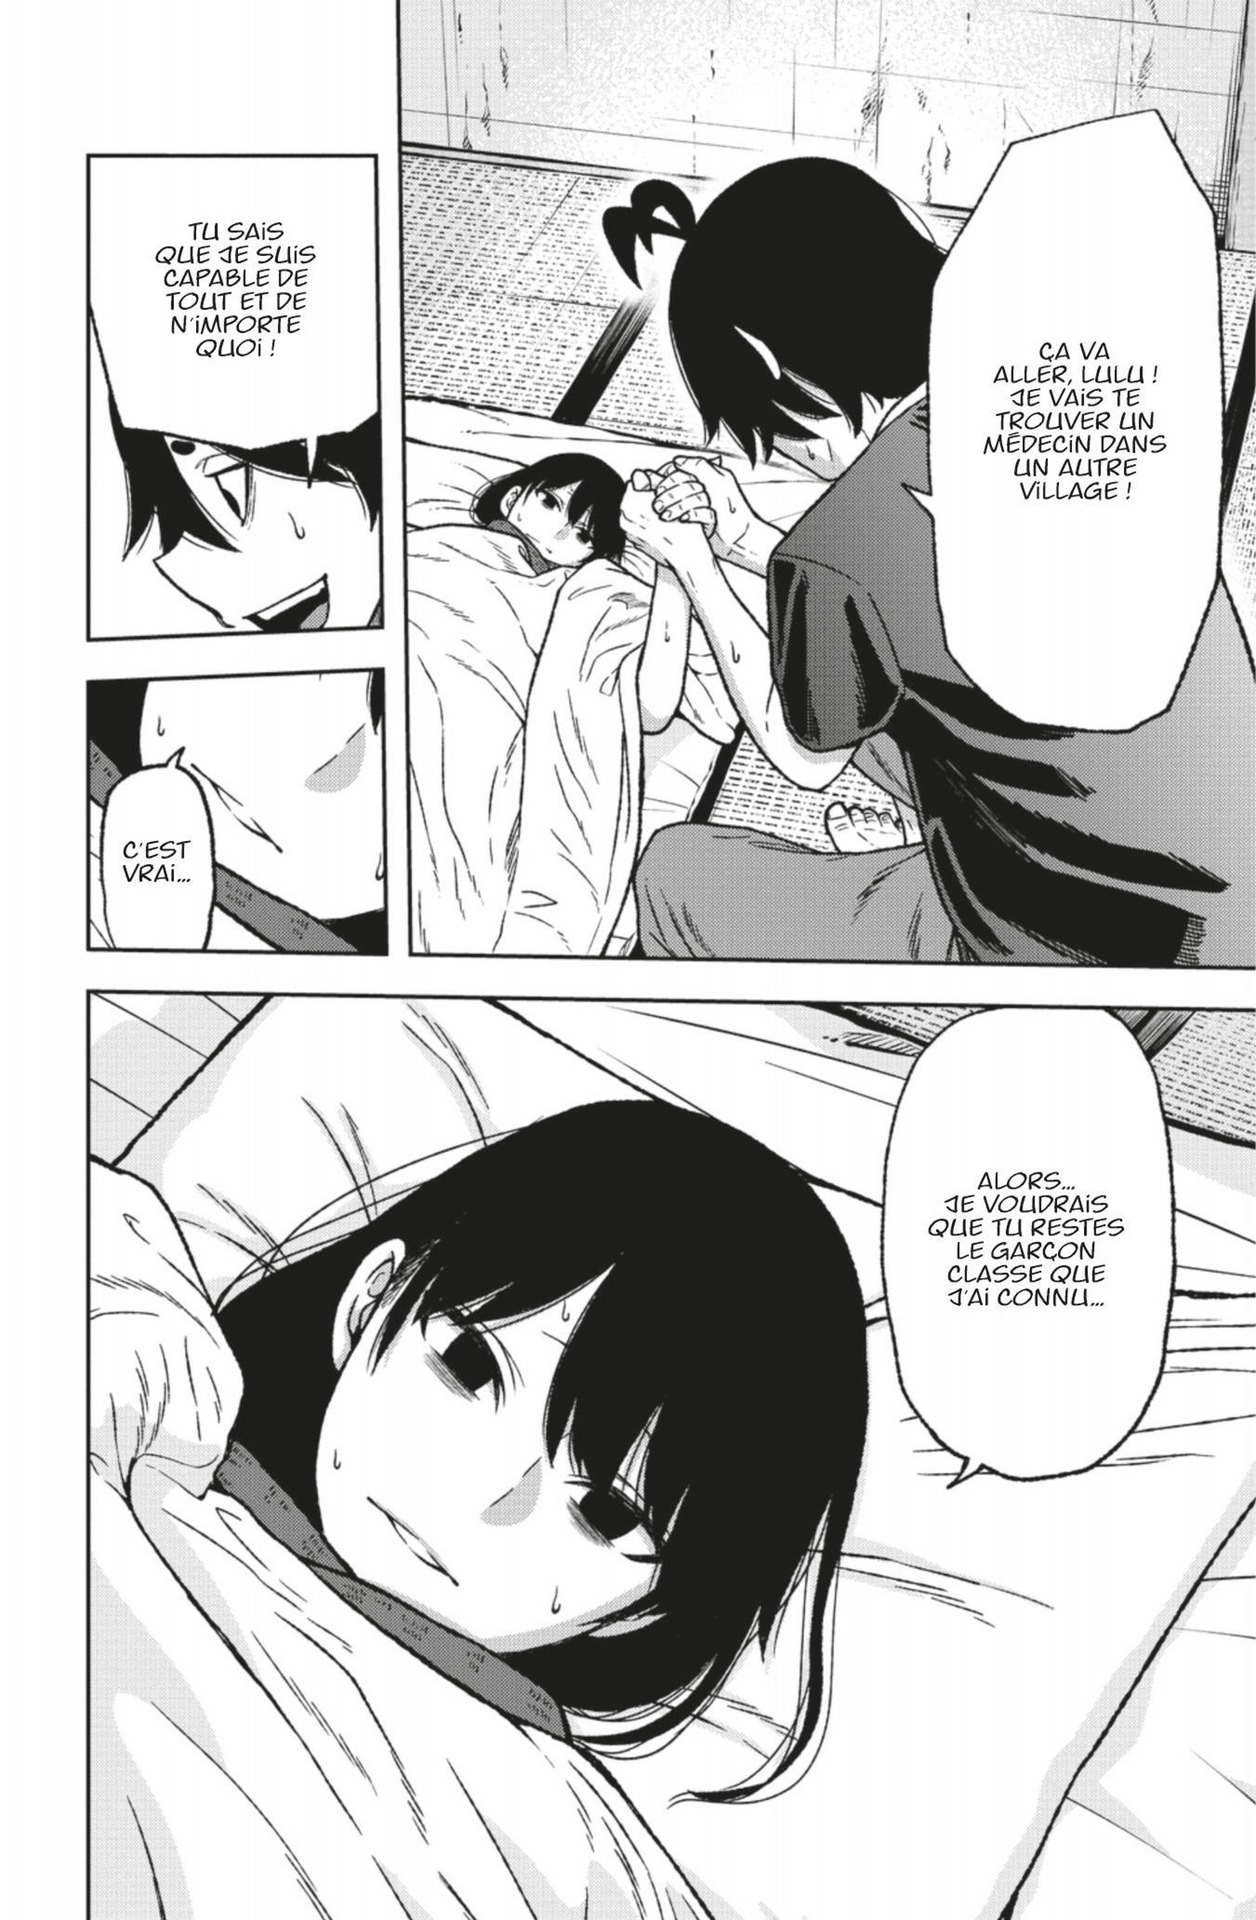 ÇA VA
ALLER, LULU !
JE VAIS TE
TROUVER UN
MÉDECIN DANS
UN AUTRE
VILLAGE !
TU SAIS
QUE JE SUIS
CAPABLE DE
TOUT ET DE
N'IMPORTE
QUOI !
C'EST
VRAI...
ALORS...
JE VOUDRAIS
QUE TU RESTES
LE GARÇON
CLASSE QUE
J'AI CONNU...